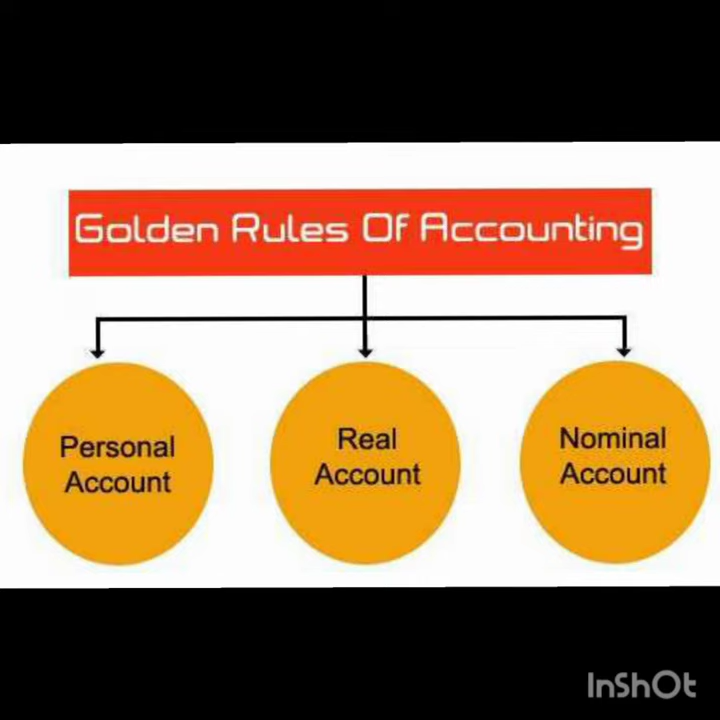 Golden Rules Of Accounting
Personal
Account
Real
Account
Nominal
Account
InShOt